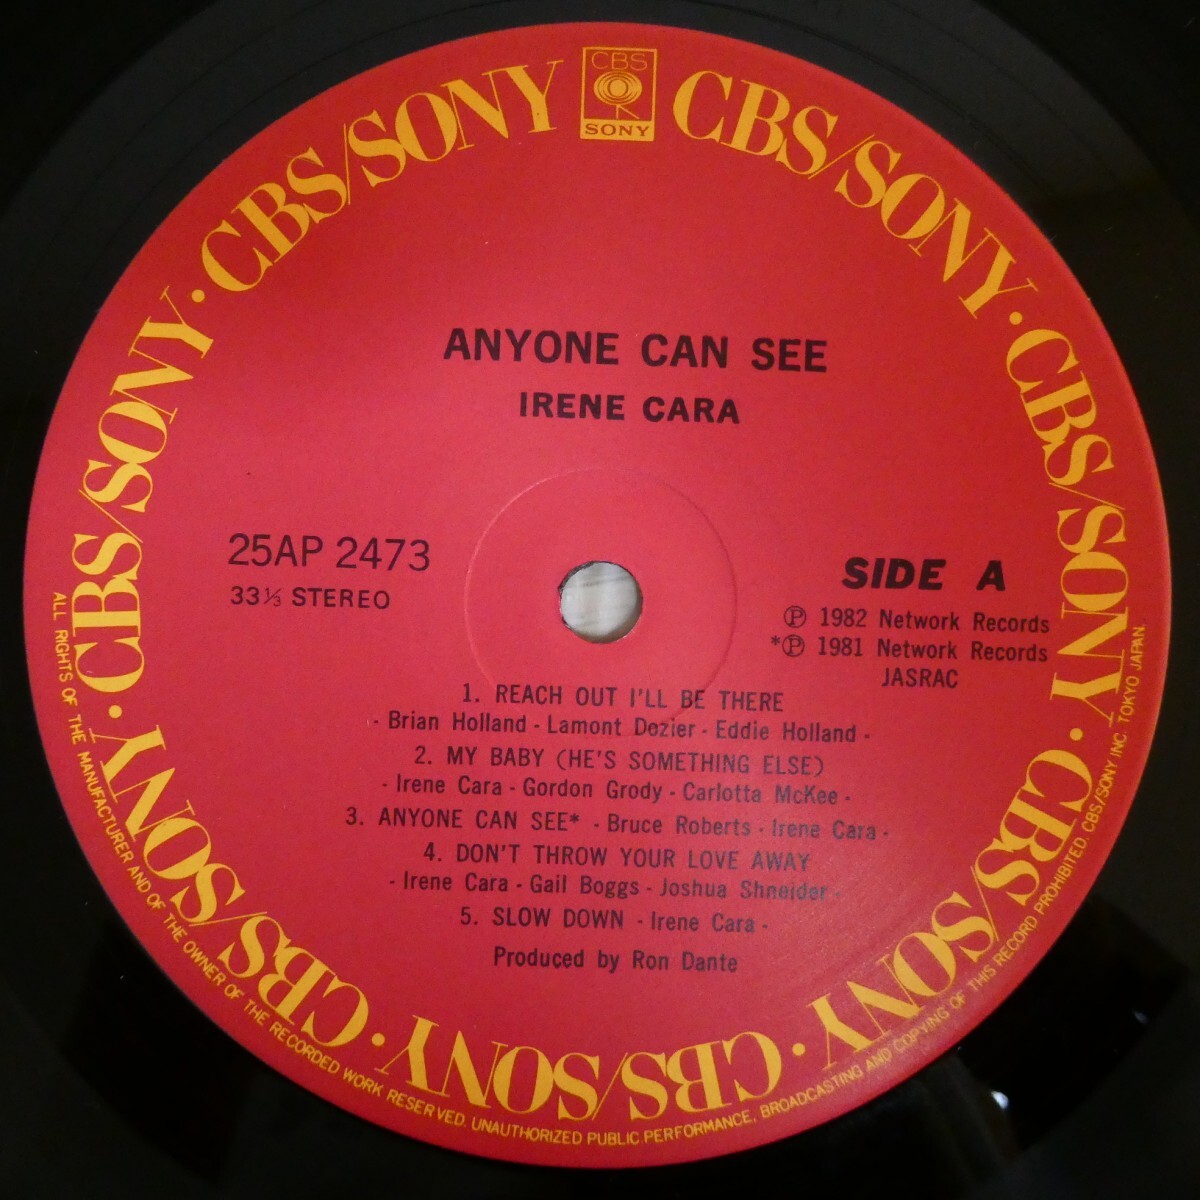 CBS
SONY
CBS/SONY · CBS/SONY · CBS/SONY · CBS/SONY · CBS/SONY · CBS/SONY · CBS/SONY · CBS/SONY
ANYONE CAN SEE
IRENE CARA
25AP 2473
33⅓ STEREO
SIDE A
Ⓟ 1982 Network Records
*Ⓟ 1981 Network Records
JASRAC
1. REACH OUT I'LL BE THERE
- Brian Holland - Lamont Dozier - Eddie Holland -
2. MY BABY (HE'S SOMETHING ELSE)
- Irene Cara - Gordon Grody - Carlotta McKee -
3. ANYONE CAN SEE* - Bruce Roberts - Irene Cara -
4. DON'T THROW YOUR LOVE AWAY
- Irene Cara - Gail Boggs - Joshua Shneider -
5. SLOW DOWN - Irene Cara -
Produced by Ron Dante
ALL RIGHTS OF THE MANUFACTURER AND OF THE OWNER OF THE RECORDED WORK RESERVED. UNAUTHORIZED PUBLIC PERFORMANCE, BROADCASTING AND COPYING OF THIS RECORD PROHIBITED. CBS/SONY INC. TOKYO JAPAN.